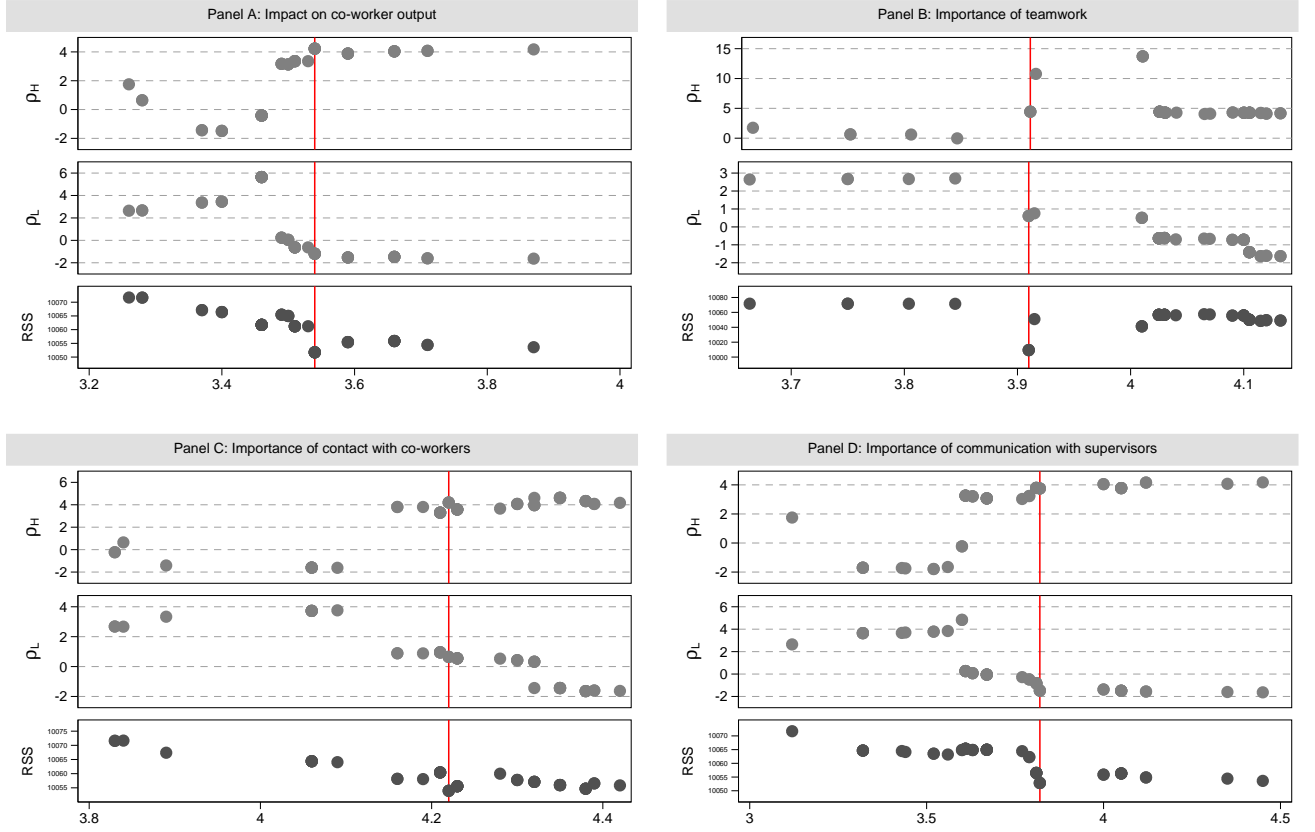 Panel A: Impact on co-worker output
ρH
4
2
0
-2
ρL
6
4
2
0
-2
RSS
10070
10065
10060
10055
10050
3.2 3.4 3.6 3.8 4
Panel B: Importance of teamwork
ρH
15
10
5
0
ρL
3
2
1
0
-1
-2
RSS
10080
10060
10040
10020
10000
3.7 3.8 3.9 4 4.1
Panel C: Importance of contact with co-workers
ρH
6
4
2
0
-2
ρL
4
2
0
-2
RSS
10075
10070
10065
10060
10055
3.8 4 4.2 4.4
Panel D: Importance of communication with supervisors
ρH
4
2
0
-2
ρL
6
4
2
0
-2
RSS
10070
10065
10060
10055
10050
3 3.5 4 4.5